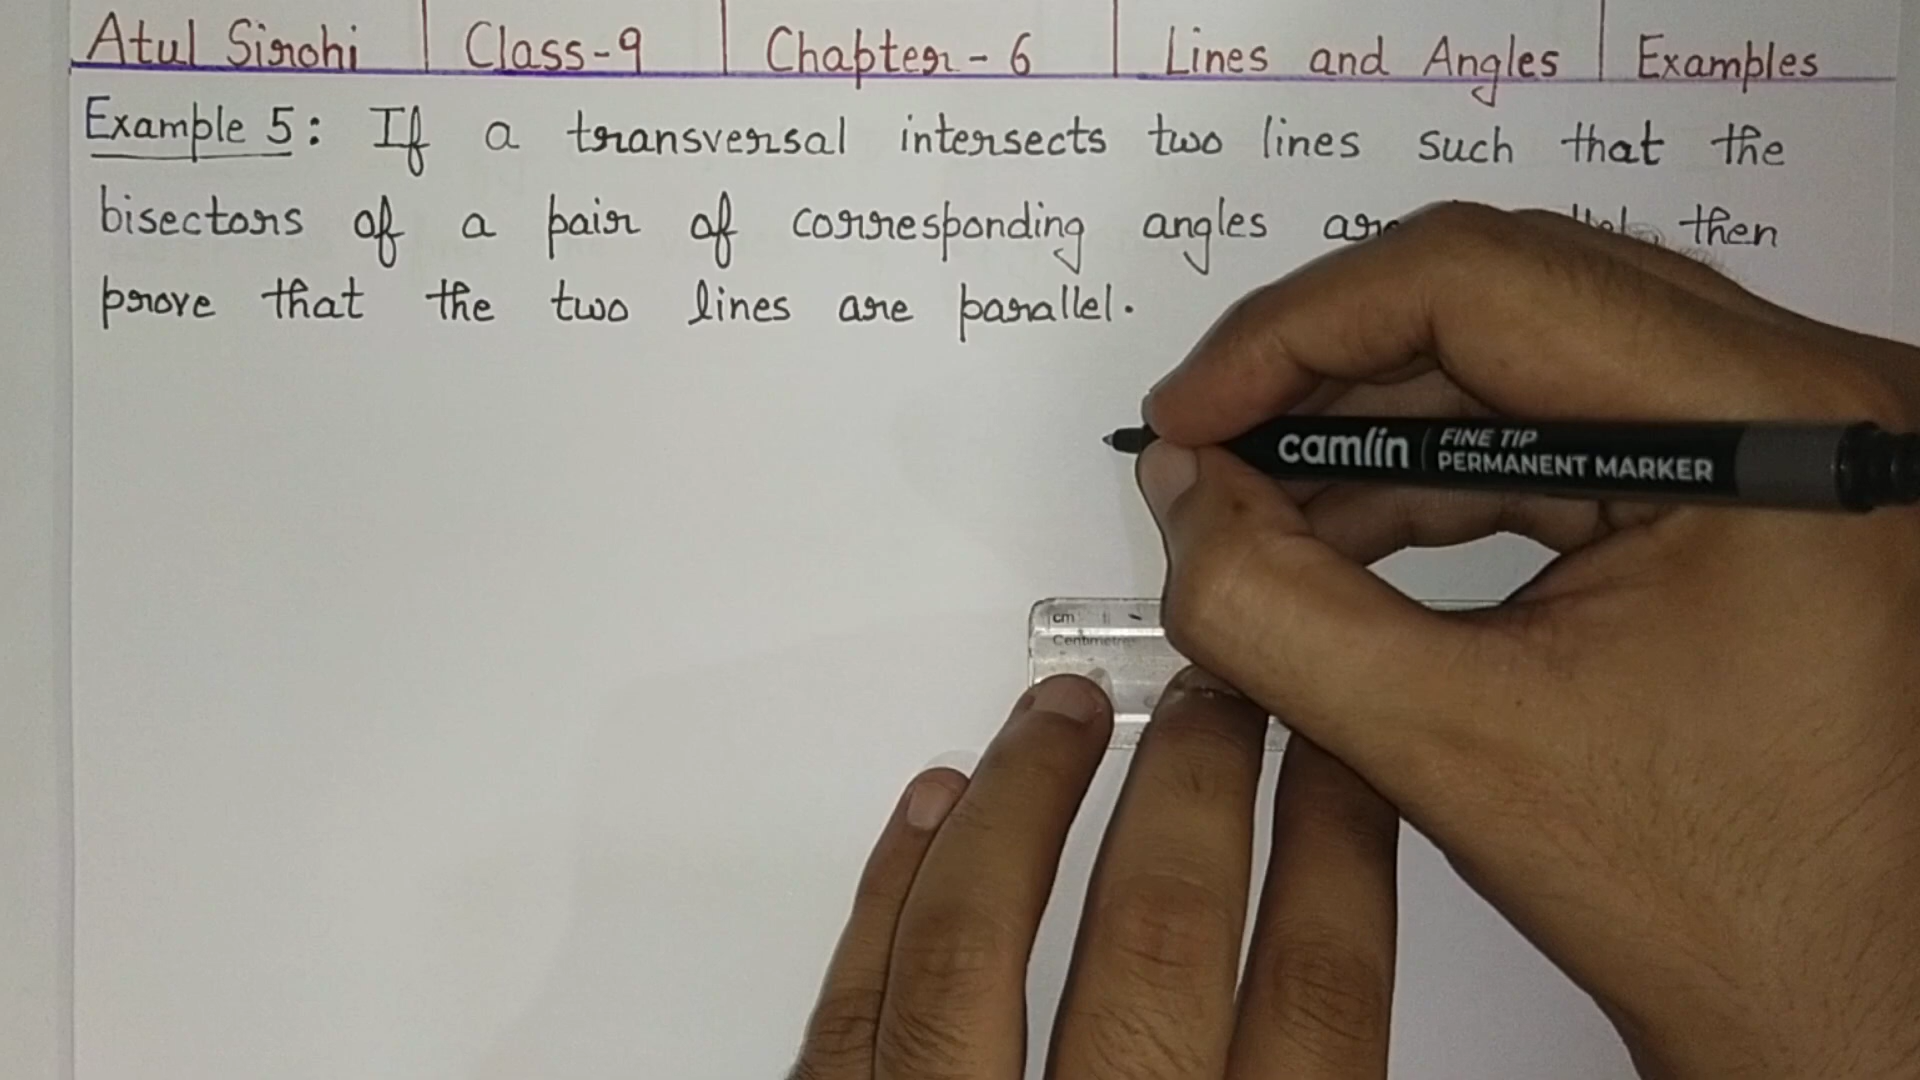 Atul Sirohi | Class-9 | Chapter - 6 | Lines and Angles | Examples
Example 5: If a transversal intersects two lines such that the
bisectors of a pair of corresponding angles then
prove that the two lines are parallel.
camlin FINE TIP
PERMANENT MARKER
cm